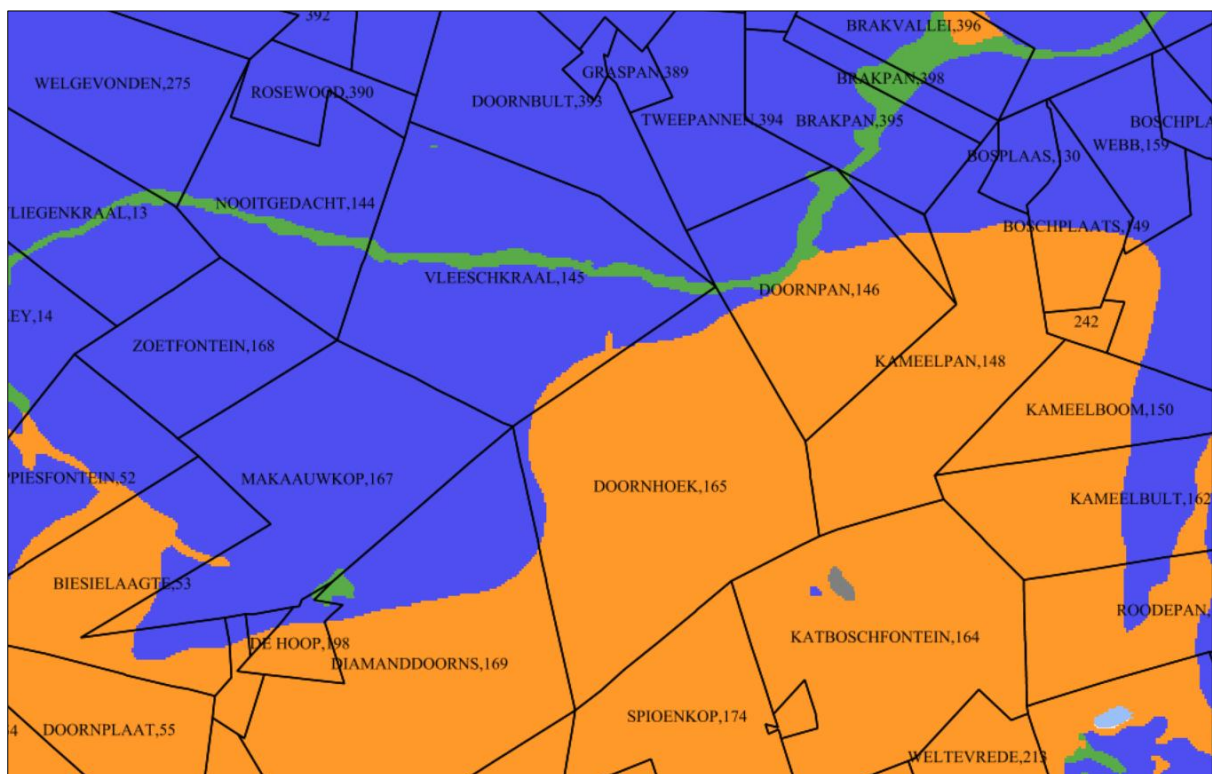 392
BRAKVALLEI,396
WELGEVONDEN,275
ROSEWOOD,390
GRASPAN,389
BRAKPAN,398
DOORNBULT,393
TWEEPANNEN,394
BRAKPAN,395
BOSCHPLA
WEBB,159
BOSPLAAS,130
NOOITGEDACHT,144
LIEGENKRAAL,13
BOSCHPLAATS,149
VLEESCHKRAAL,145
DOORNPAN,146
EY,14
242
ZOETFONTEIN,168
KAMEELPAN,148
KAMEELBOOM,150
PPIESFONTEIN,52
MAKAAUWKOP,167
DOORNHOEK,165
KAMEELBULT,162
BIESIELAAGTE,53
ROODEPAN,
DE HOOP,198
KATBOSCHFONTEIN,164
DIAMANDDOORNS,169
SPIOENKOP,174
54
DOORNPLAAT,55
WELTEVREDE,213